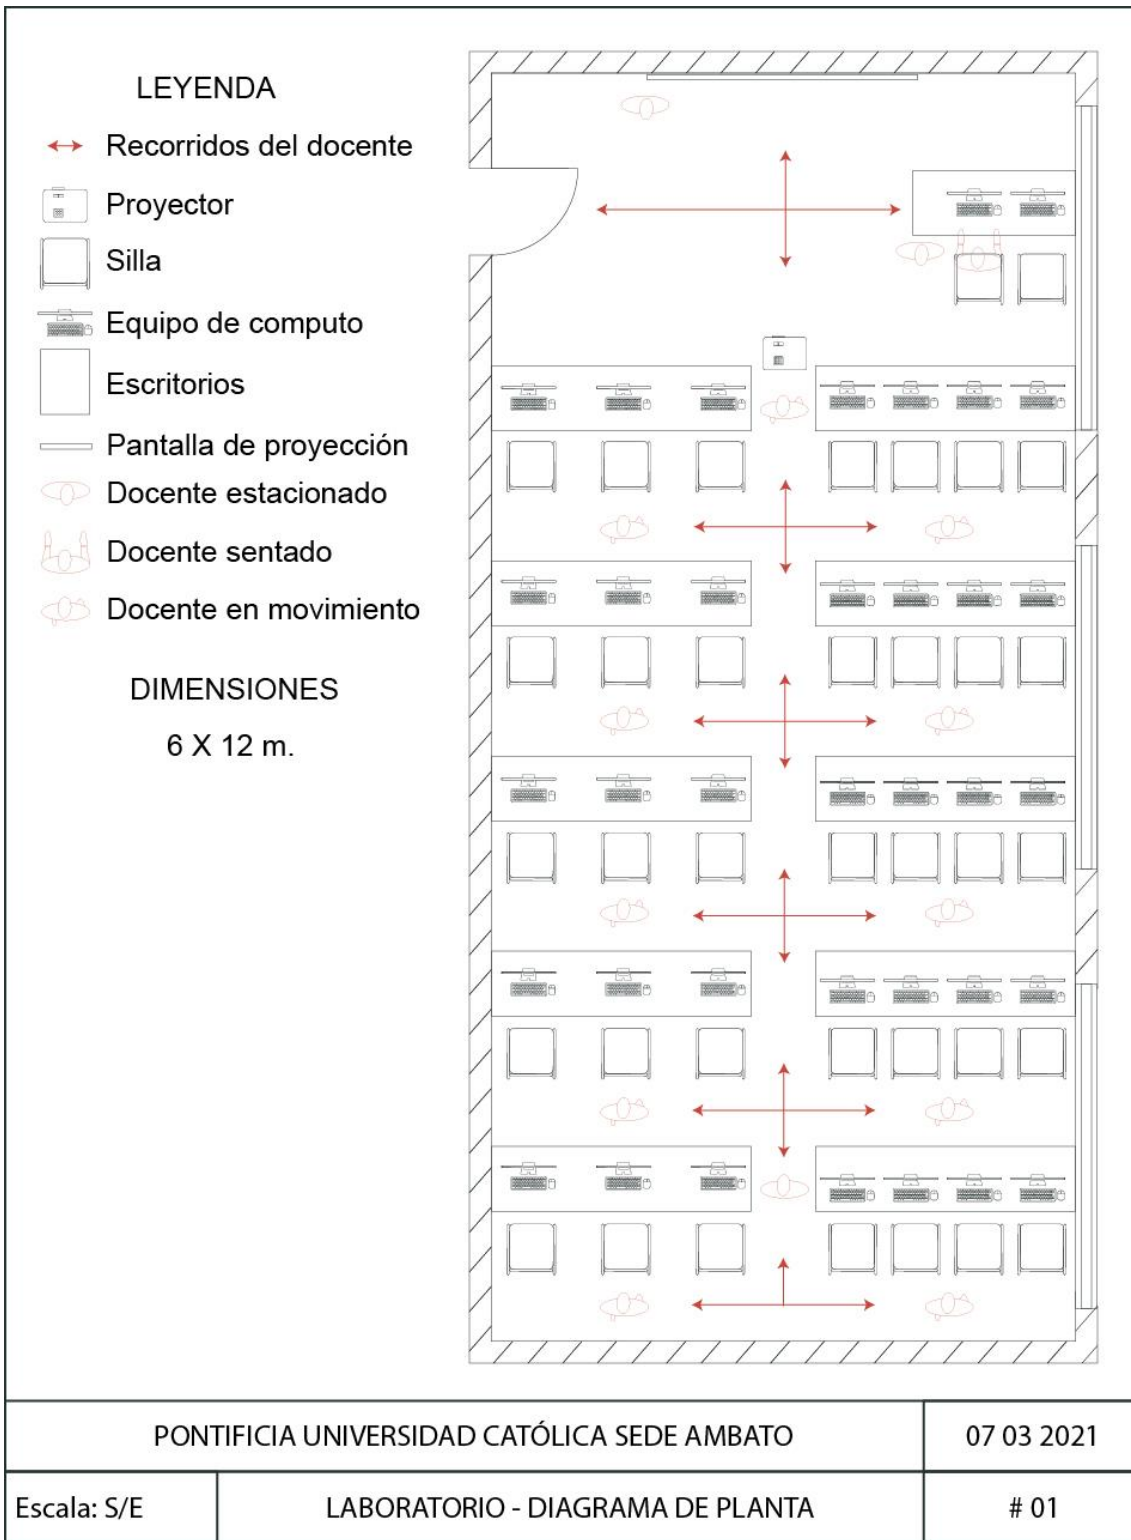 LEYENDA
Recorridos del docente
Proyector
Silla
Equipo de computo
Escritorios
Pantalla de proyección
Docente estacionado
Docente sentado
Docente en movimiento
DIMENSIONES
6 X 12 m.
PONTIFICIA UNIVERSIDAD CATÓLICA SEDE AMBATO
07 03 2021
Escala: S/E
LABORATORIO - DIAGRAMA DE PLANTA
# 01